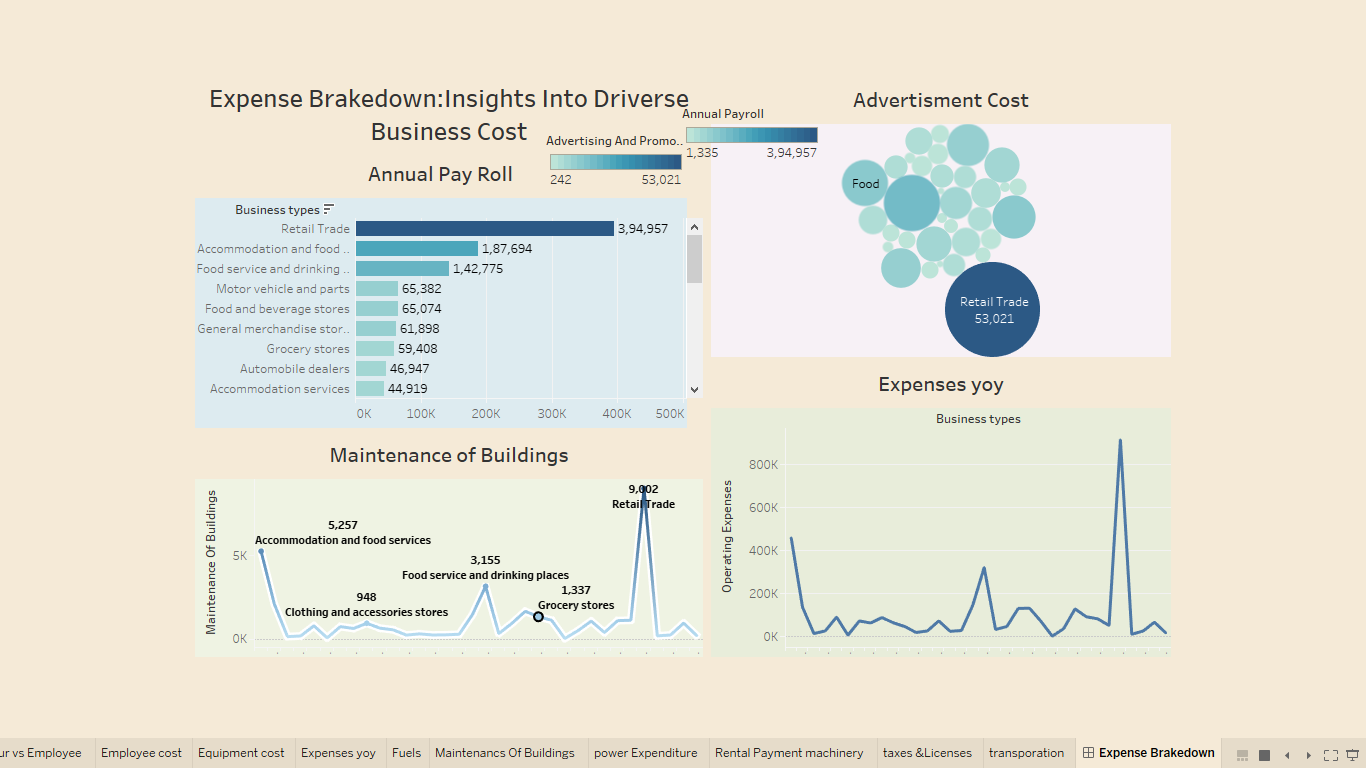 Expense Brakedown:Insights Into Driverse
Business Cost
Annual Pay Roll
Advertising And Promo..
242 53,021
Annual Payroll
1,335 3,94,957
Advertisment Cost
Business types
Retail Trade 3,94,957
Accommodation and food .. 1,87,694
Food service and drinking .. 1,42,775
Motor vehicle and parts 65,382
Food and beverage stores 65,074
General merchandise stor.. 61,898
Grocery stores 59,408
Automobile dealers 46,947
Accommodation services 44,919
0K 100K 200K 300K 400K 500K
Food
Retail Trade
53,021
Maintenance of Buildings
Maintenance Of Buildings
5K
0K
5,257
Accommodation and food services
948
Clothing and accessories stores
3,155
Food service and drinking places
1,337
Grocery stores
9,002
Retail Trade
Expenses yoy
Business types
Operating Expenses
800K
600K
400K
200K
0K
ur vs Employee Employee cost Equipment cost Expenses yoy Fuels Maintenancs Of Buildings power Expenditure Rental Payment machinery taxes &Licenses transporation Expense Brakedown